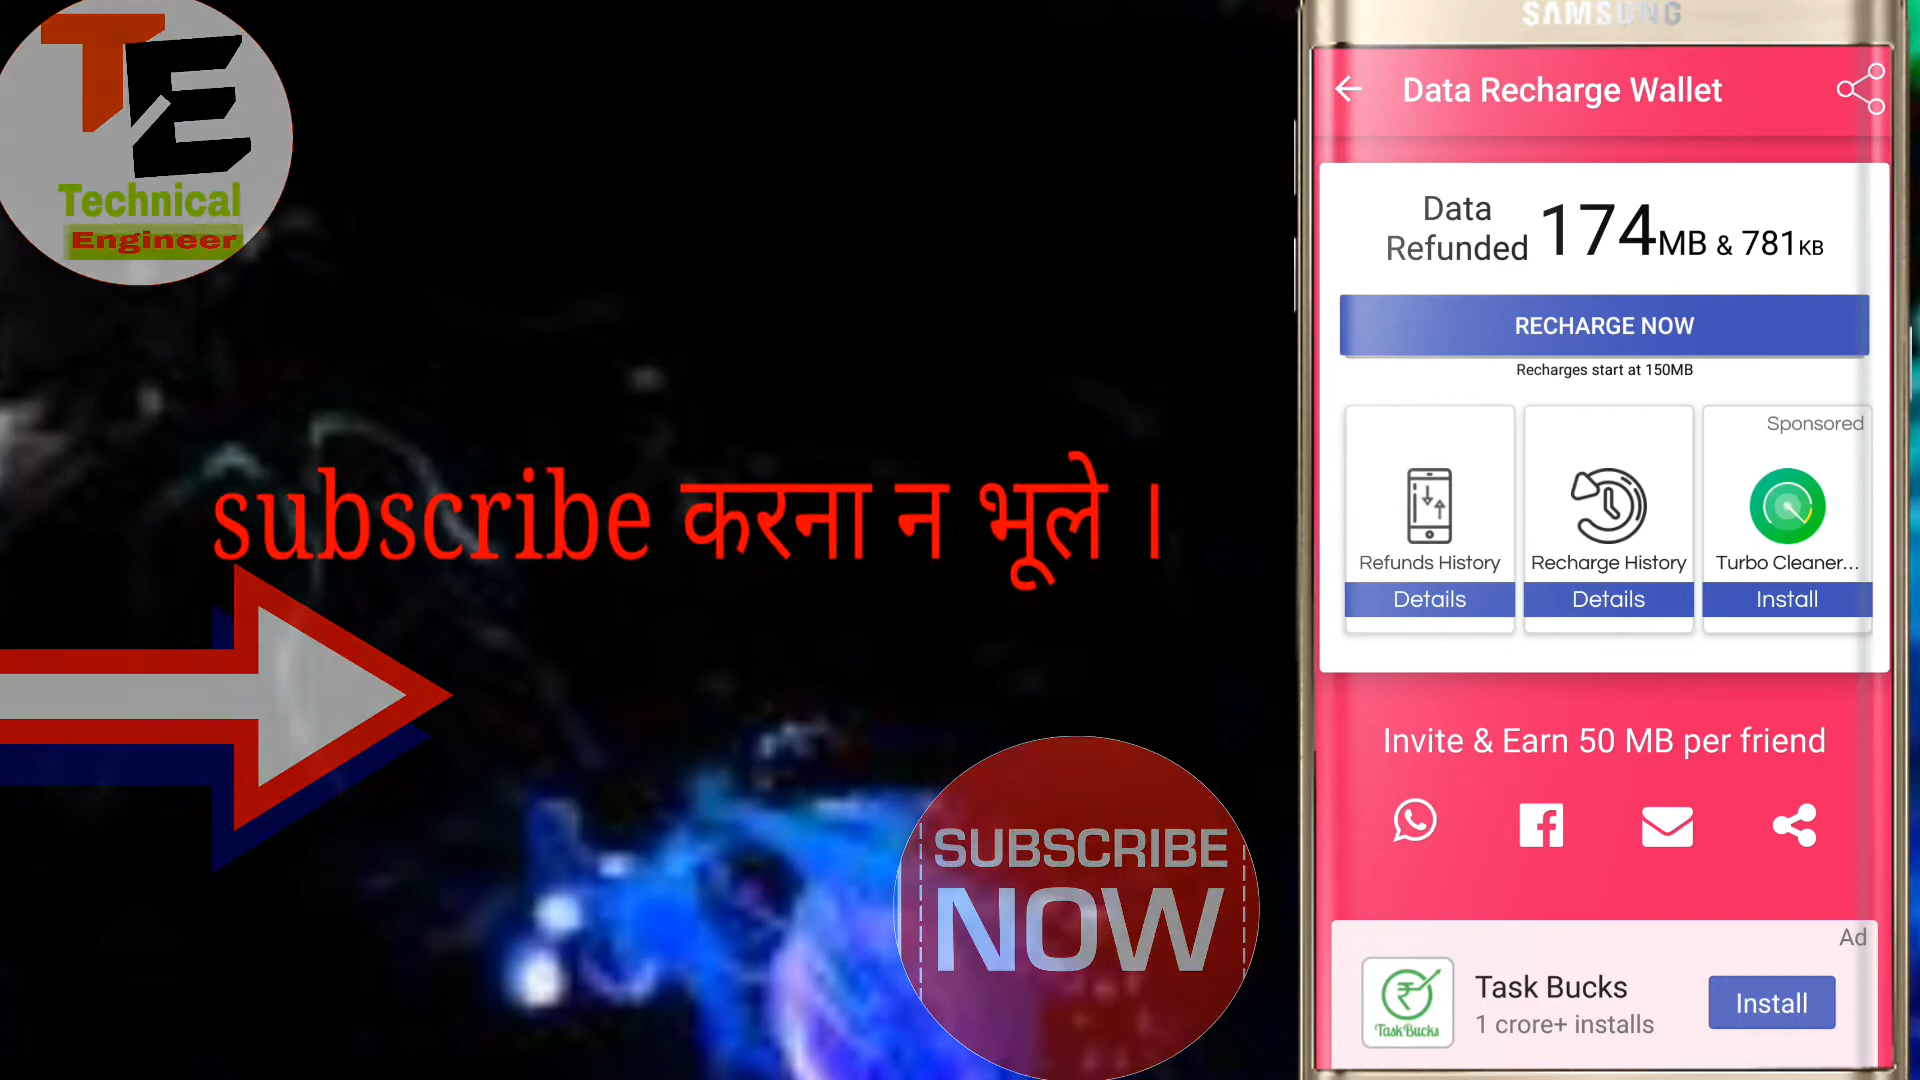 TE
Technical
Engineer
subscribe करना न भूले ।
SUBSCRIBE
NOW
SAMSUNG
Data Recharge Wallet
Data
Refunded 174MB & 781KB
RECHARGE NOW
Recharges start at 150MB
Sponsored
Refunds History
Details
Recharge History
Details
Turbo Cleaner...
Install
Invite & Earn 50 MB per friend
Ad
TaskBucks
Task Bucks
1 crore+ installs
Install